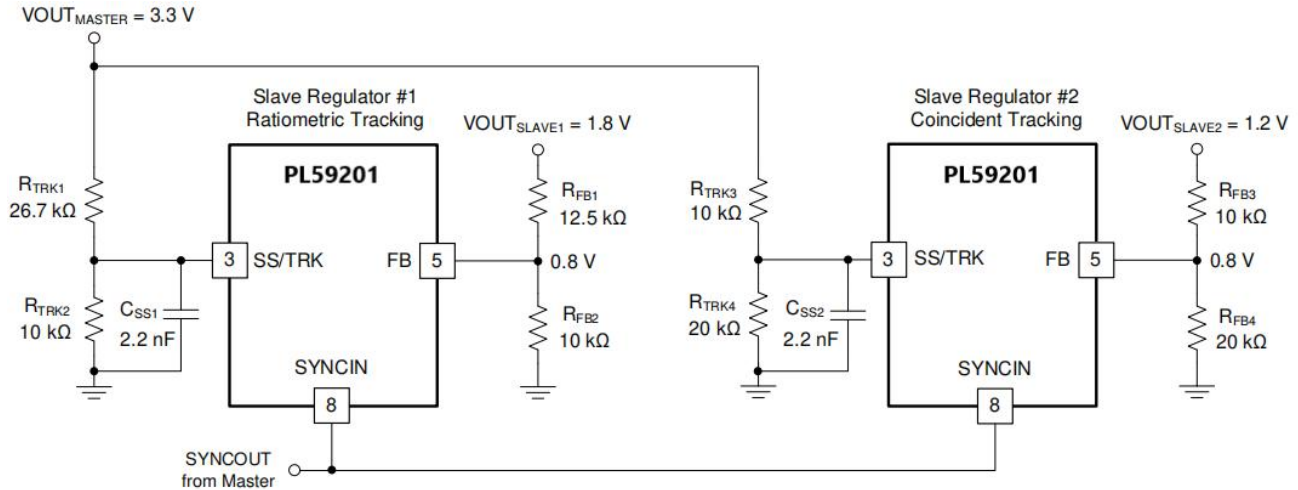 VOUTMASTER = 3.3 V
Slave Regulator #1
Ratiometric Tracking
VOUTSLAVE1 = 1.8 V
Slave Regulator #2
Coincident Tracking
VOUTSLAVE2 = 1.2 V
PL59201
RTRK1
26.7 kΩ
RFB1
12.5 kΩ
3
SS/TRK
FB
5
0.8 V
RTRK2
10 kΩ
CSS1
2.2 nF
RFB2
10 kΩ
SYNCIN
8
PL59201
RTRK3
10 kΩ
RFB3
10 kΩ
3
SS/TRK
FB
5
0.8 V
RTRK4
20 kΩ
CSS2
2.2 nF
RFB4
20 kΩ
SYNCIN
8
SYNCOUT
from Master